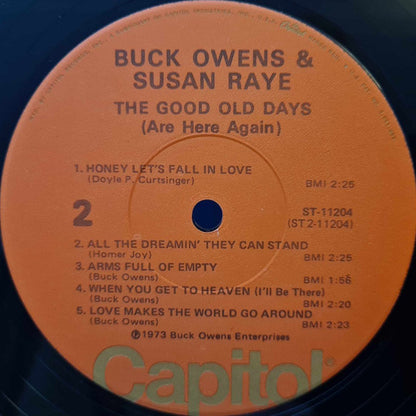 BUCK OWENS &
SUSAN RAYE
THE GOOD OLD DAYS
(Are Here Again)
1. HONEY LET'S FALL IN LOVE
(Doyle P. Curtsinger)
BMI 2:25
2
ST-11204
(ST 2-11204)
2. ALL THE DREAMIN' THEY CAN STAND
(Homer Joy) BMI 2:25
3. ARMS FULL OF EMPTY
(Buck Owens) BMI 1:56
4. WHEN YOU GET TO HEAVEN (I'll Be There)
(Buck Owens) BMI 2:20
5. LOVE MAKES THE WORLD GO AROUND
(Buck Owens) BMI 2:23
℗1973 Buck Owens Enterprises
Capitol®